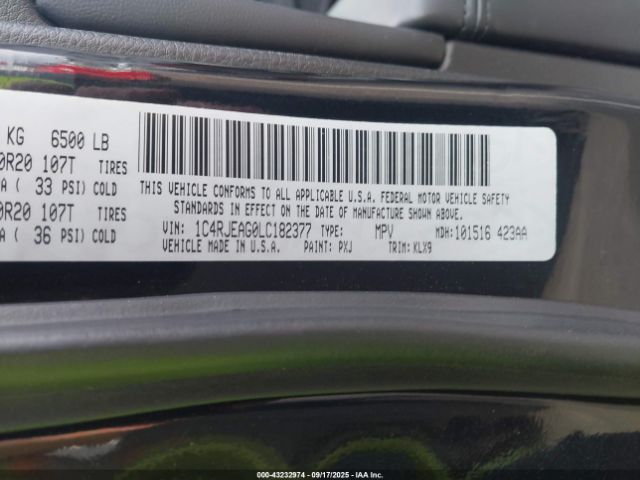 KG 6500 LB
0R20 107T TIRES
A ( 33 PSI) COLD
0R20 107T TIRES
A ( 36 PSI) COLD
THIS VEHICLE CONFORMS TO ALL APPLICABLE U.S.A. FEDERAL MOTOR VEHICLE SAFETY
STANDARDS IN EFFECT ON THE DATE OF MANUFACTURE SHOWN ABOVE.
VIN: 1C4RJEAG0LC182377 TYPE: MPV MDH: 101516 423AA
MADE IN U.S.A. PAINT: PXJ TRIM: KLX9
00-43232974 - 09/17/2025 - IAA Inc.